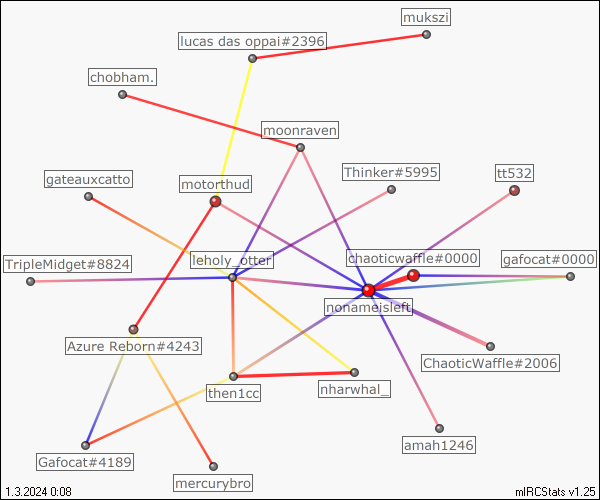 mukszi
lucas das oppai#2396
chobham.
moonraven
Thinker#5995
tt532
gateauxcatto
motorthud
leholy_otter
chaoticwaffle#0000
gafocat#0000
TripleMidget#8824
nonameisleft
Azure Reborn#4243
ChaoticWaffle#2006
then1cc
nharwhal_
amah1246
Gafocat#4189
mercurybro
1.3.2024 0:08
mIRCStats v1.25